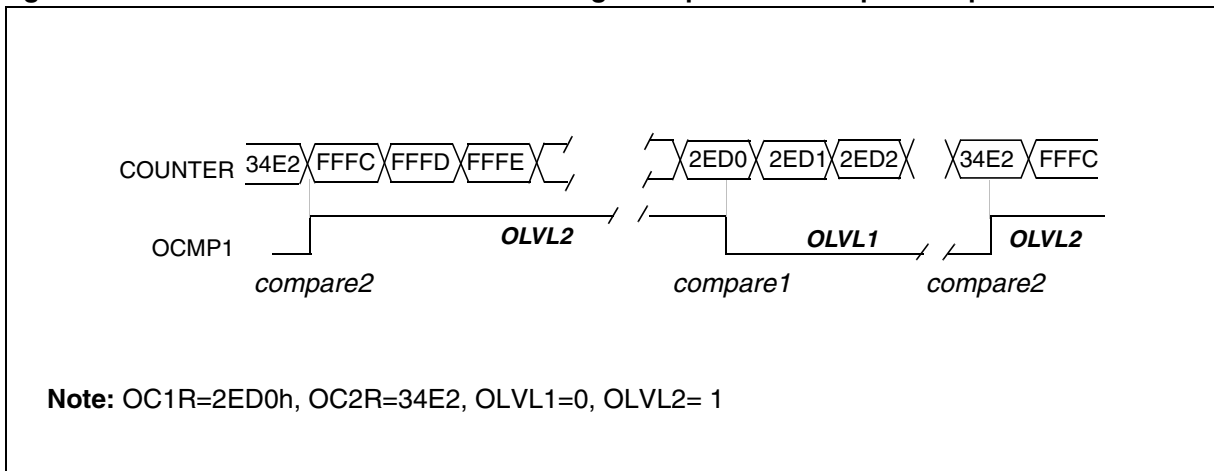 COUNTER 34E2 FFFC FFFD FFFE 2ED0 2ED1 2ED2 34E2 FFFC
OCMP1 OLVL2 OLVL1 OLVL2
compare2 compare1 compare2
Note: OC1R=2ED0h, OC2R=34E2, OLVL1=0, OLVL2= 1